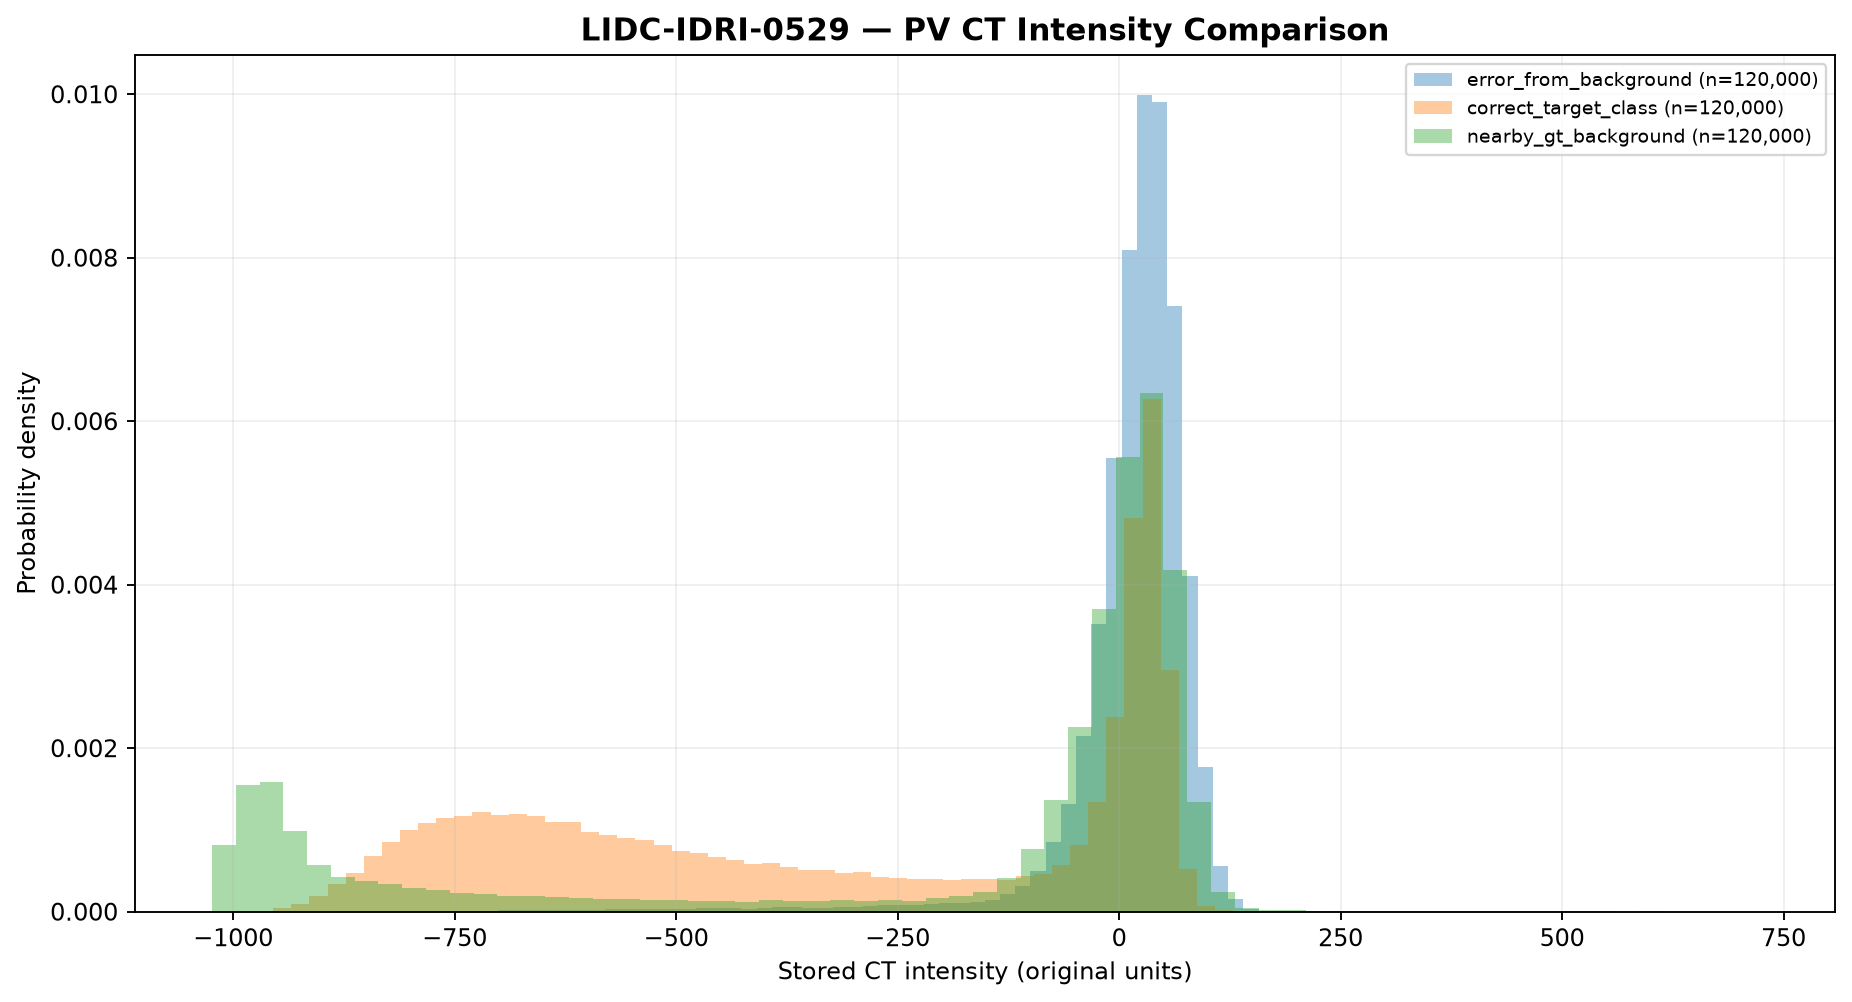 LIDC-IDRI-0529 — PV CT Intensity Comparison
error_from_background (n=120,000)
correct_target_class (n=120,000)
nearby_gt_background (n=120,000)
Probability density
0.010
0.008
0.006
0.004
0.002
0.000
−1000 −750 −500 −250 0 250 500 750
Stored CT intensity (original units)